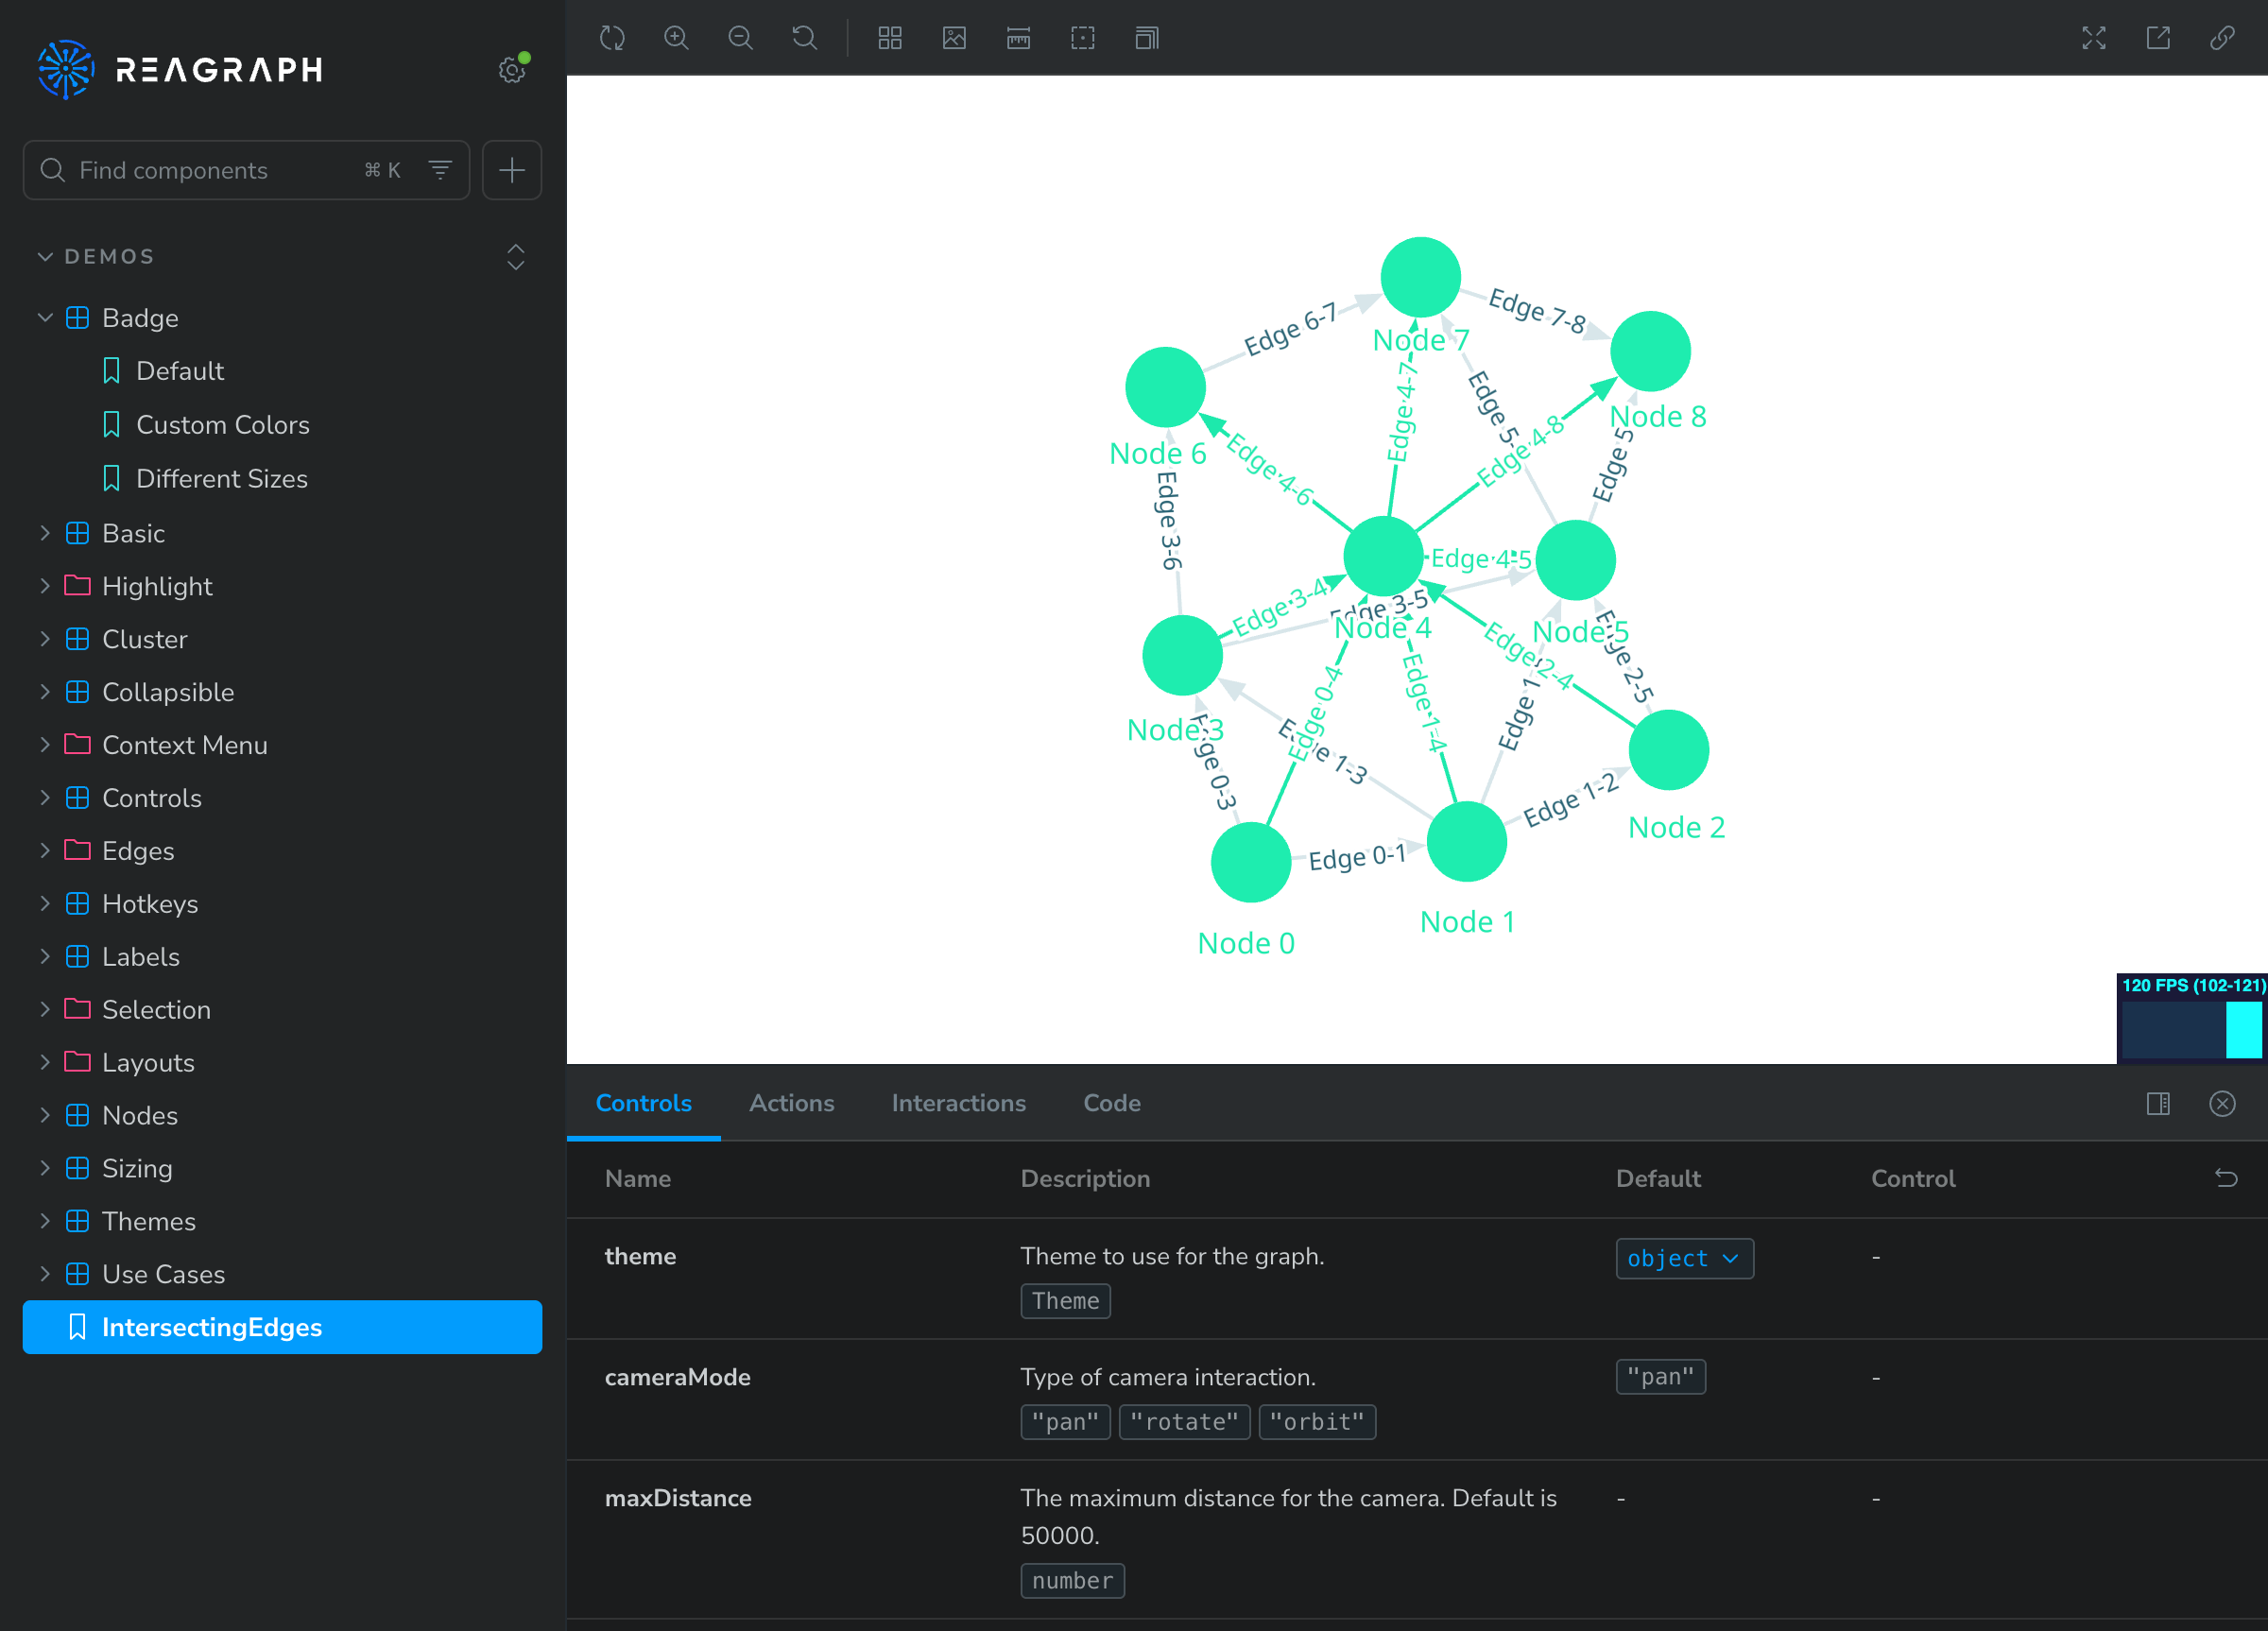 REAGRAPH
Find components
⌘ K
DEMOS
Badge
Default
Custom Colors
Different Sizes
Basic
Highlight
Cluster
Collapsible
Context Menu
Controls
Edges
Hotkeys
Labels
Selection
Layouts
Nodes
Sizing
Themes
Use Cases
IntersectingEdges
Edge 6-7
Edge 7-8
Node 7
Node 8
Edge 4-7
Edge 5-
Edge 4-8
Edge 5
Node 6
Edge 4-6
Edge 3-6
Edge 4-5
Edge 3-4
Edge 3-5
Node 4
Node 5
Edge 2-4
Edge 2-5
Edge 0-4
Edge 1-4
Edge 1
Node 3
Edge 1-3
Edge 0-3
Edge 1-2
Node 2
Edge 0-1
Node 1
Node 0
120 FPS (102-121)
Controls
Actions
Interactions
Code
Name
Description
Default
Control
theme
Theme to use for the graph.
object
-
Theme
cameraMode
Type of camera interaction.
"pan"
-
"pan" "rotate" "orbit"
maxDistance
The maximum distance for the camera. Default is
-
-
50000.
number